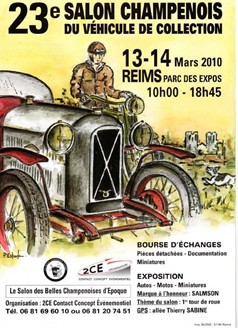 23e SALON CHAMPENOIS
DU VÉHICULE DE COLLECTION
13-14 Mars 2010
REIMS PARC DES EXPOS
10h00 - 18h45
BOURSE D'ÉCHANGES
Pièces détachées - Documentation
Miniatures
2CE
CONTACT CONCEPT ÉVÉNEMENTIEL
EXPOSITION
Autos - Motos - Miniatures
Marque à l'honneur : SALMSON
Thème du salon : 1er tour de roue
GPS : allée Thierry SABINE
Le Salon des Belles Champenoises d'Epoque
Organisation : 2CE Contact Concept Evénementiel
Tél. 06 81 69 60 10 ou 06 81 20 74 51